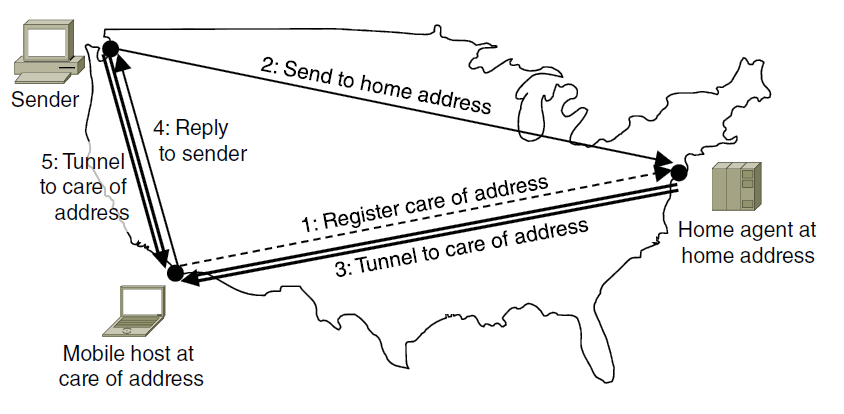 Sender
2: Send to home address
4: Reply
to sender
5: Tunnel
to care of
address
1: Register care of address
3: Tunnel to care of address
Home agent at
home address
Mobile host at
care of address